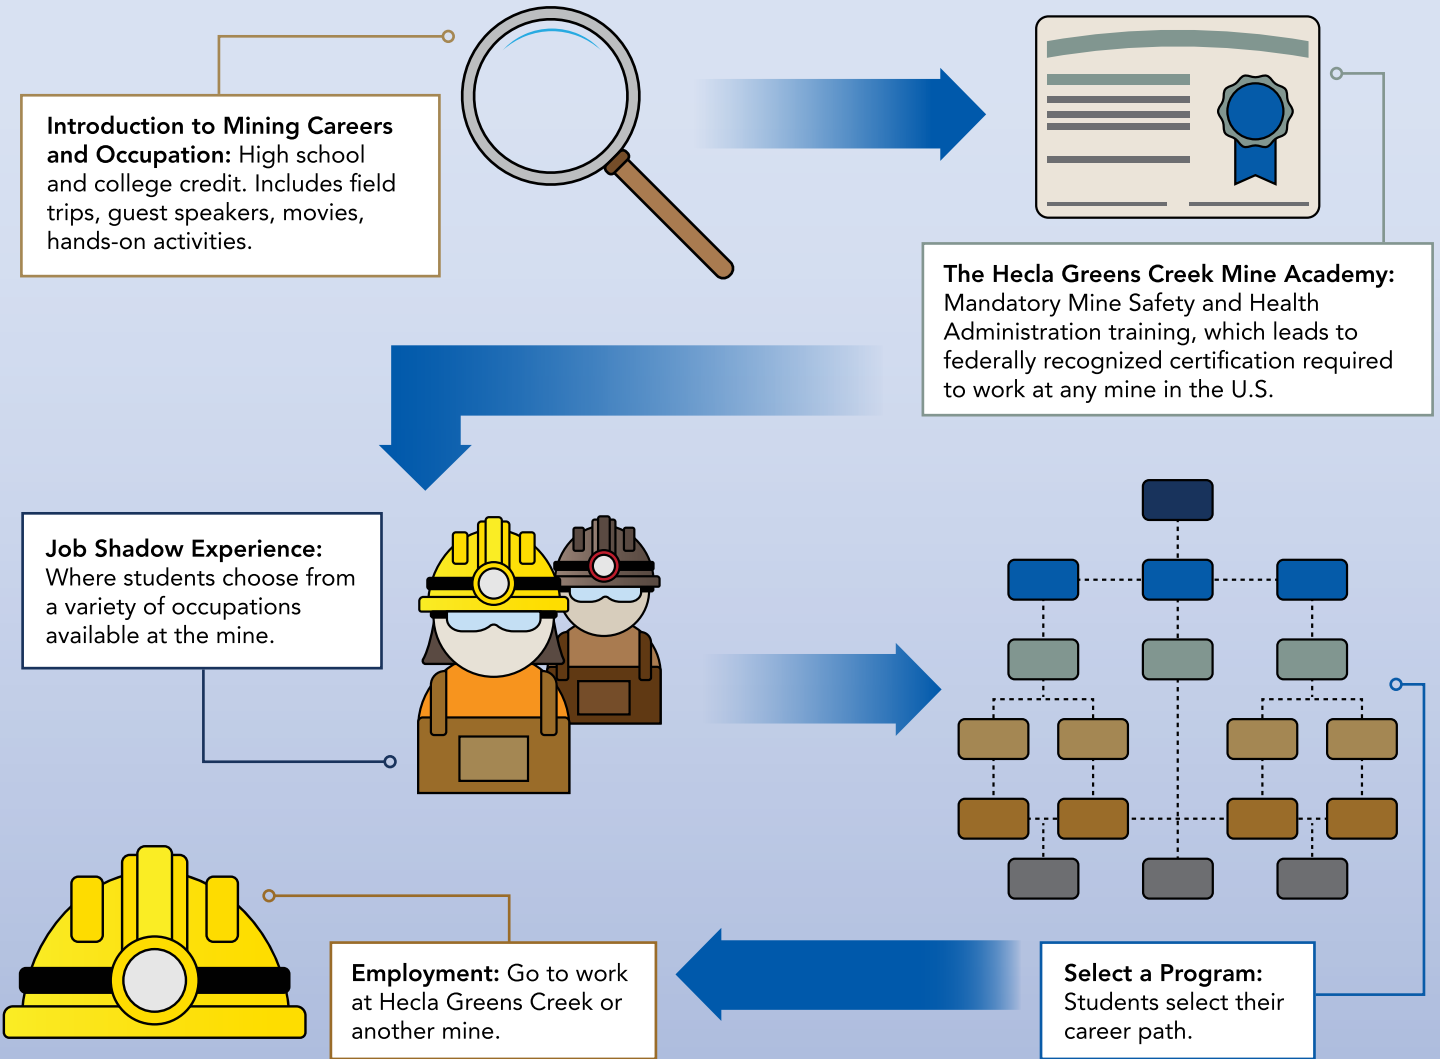 Introduction to Mining Careers
and Occupation: High school
and college credit. Includes field
trips, guest speakers, movies,
hands-on activities.
The Hecla Greens Creek Mine Academy:
Mandatory Mine Safety and Health
Administration training, which leads to
federally recognized certification required
to work at any mine in the U.S.
Job Shadow Experience:
Where students choose from
a variety of occupations
available at the mine.
Select a Program:
Students select their
career path.
Employment: Go to work
at Hecla Greens Creek or
another mine.